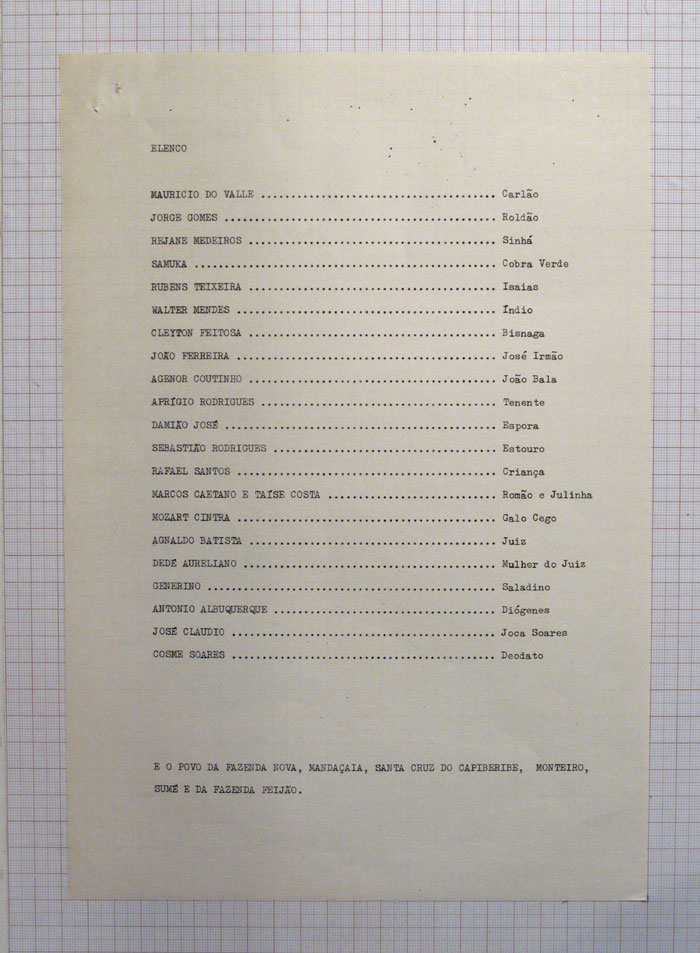 ELENCO
MAURICIO DO VALLE ....................................... Carlão
JORGE GOMES ............................................. Roldão
REJANE MEDEIROS ......................................... Sinhá
SAMUKA .................................................. Cobra Verde
RUBENS TEIXEIRA ......................................... Isaias
WALTER MENDES ........................................... Índio
CLEYTON FEITOSA ......................................... Bisnaga
JOÃO FERREIRA ........................................... José Irmão
AGENOR COUTINHO ......................................... João Bala
APRÍGIO RODRIGUES ....................................... Tenente
DAMIÃO JOSÉ ............................................. Espora
SEBASTIÃO RODRIGUES ..................................... Estouro
RAFAEL SANTOS ........................................... Criança
MARCOS CAETANO E TAÍSE COSTA ............................ Romão e Julinha
MOZART CINTRA ........................................... Galo Cego
AGNALDO BATISTA ......................................... Juiz
DEDÉ AURELIANO .......................................... Mulher do Juiz
GENERINO ................................................ Saladino
ANTONIO ALBUQUERQUE ..................................... Diógenes
JOSÉ CLAUDIO ............................................ Joca Soares
COSME SOARES ............................................ Deodato
E O POVO DA FAZENDA NOVA, MANDAÇAIA, SANTA CRUZ DO CAPIBERIBE, MONTEIRO,
SUMÉ E DA FAZENDA FEIJÃO.